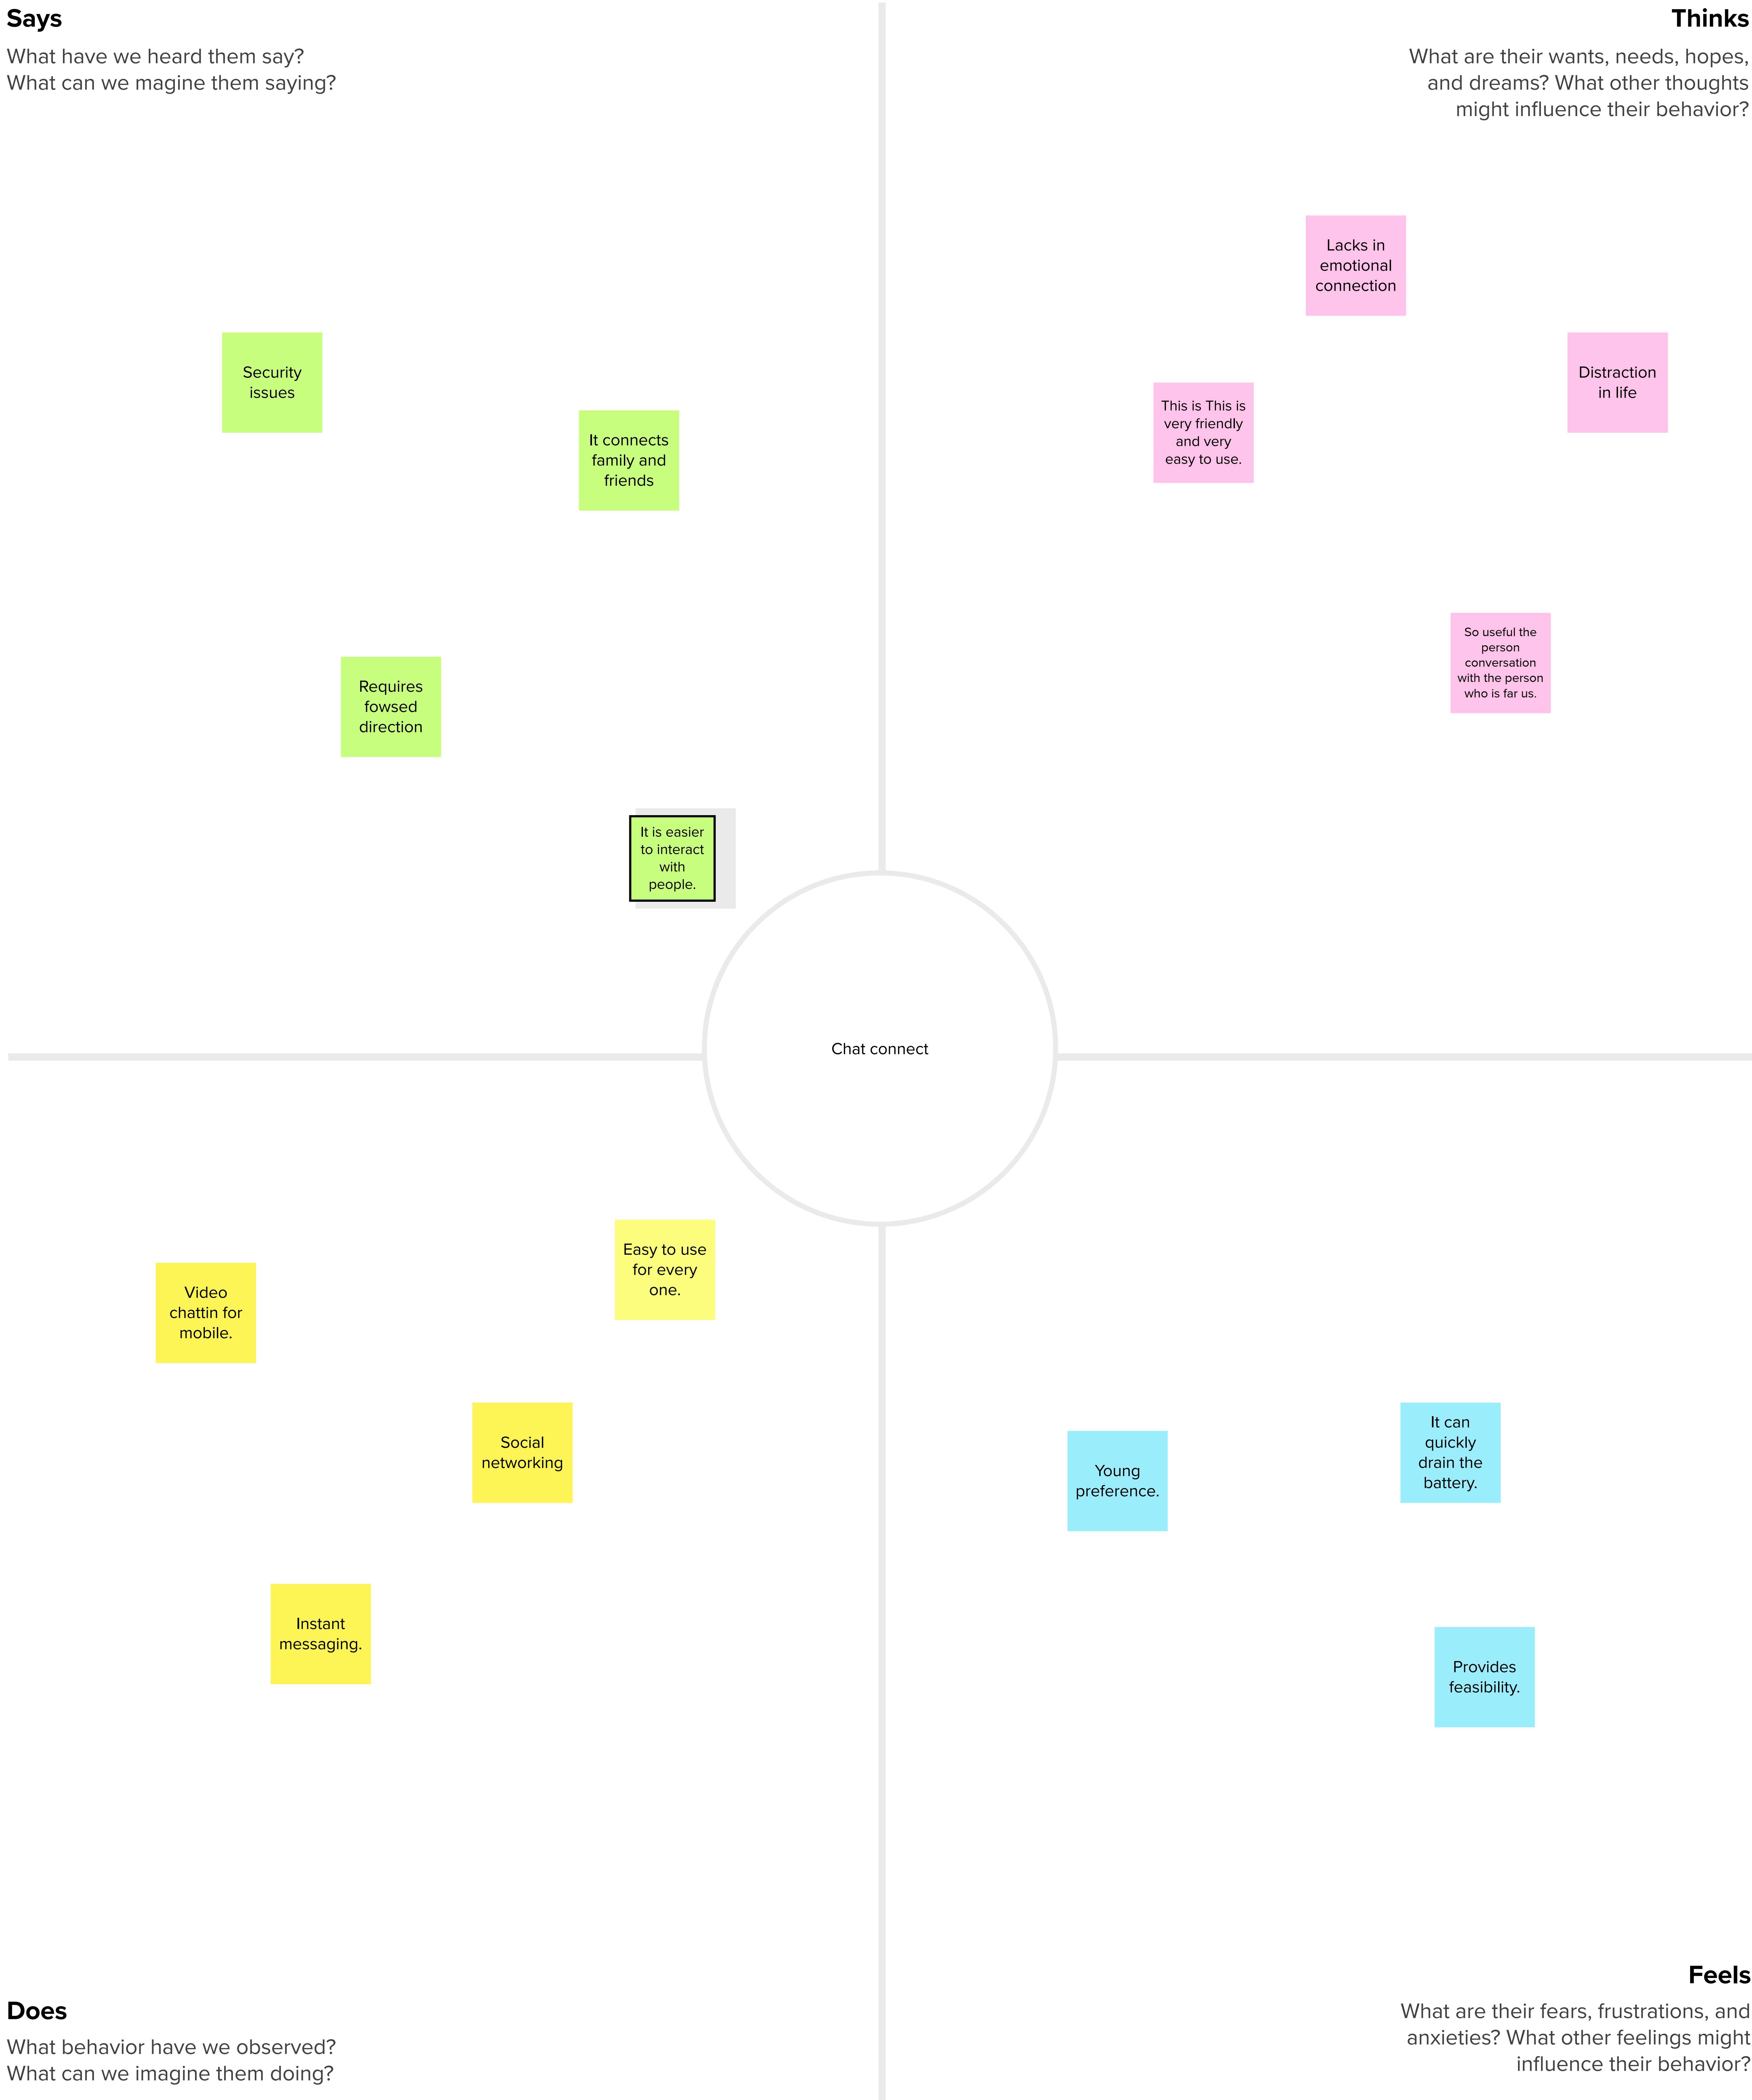 Says
What have we heard them say?
What can we magine them saying?
Thinks
What are their wants, needs, hopes,
and dreams? What other thoughts
might influence their behavior?
Security
issues
It connects
family and
friends
Requires
fowsed
direction
It is easier
to interact
with
people.
Lacks in
emotional
connection
Distraction
in life
This is This is
very friendly
and very
easy to use.
So useful the
person
conversation
with the person
who is far us.
Chat connect
Video
chattin for
mobile.
Easy to use
for every
one.
Social
networking
Instant
messaging.
Young
preference.
It can
quickly
drain the
battery.
Provides
feasibility.
Does
What behavior have we observed?
What can we imagine them doing?
Feels
What are their fears, frustrations, and
anxieties? What other feelings might
influence their behavior?